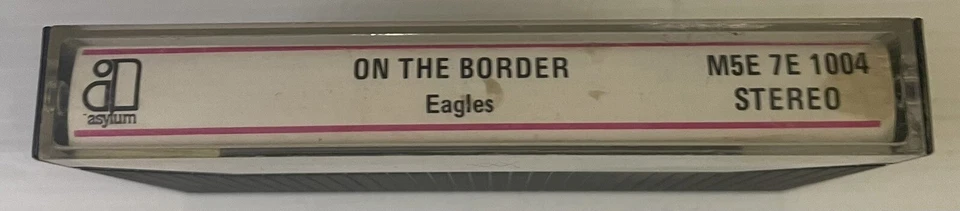 asylum
ON THE BORDER
Eagles
M5E 7E 1004
STEREO